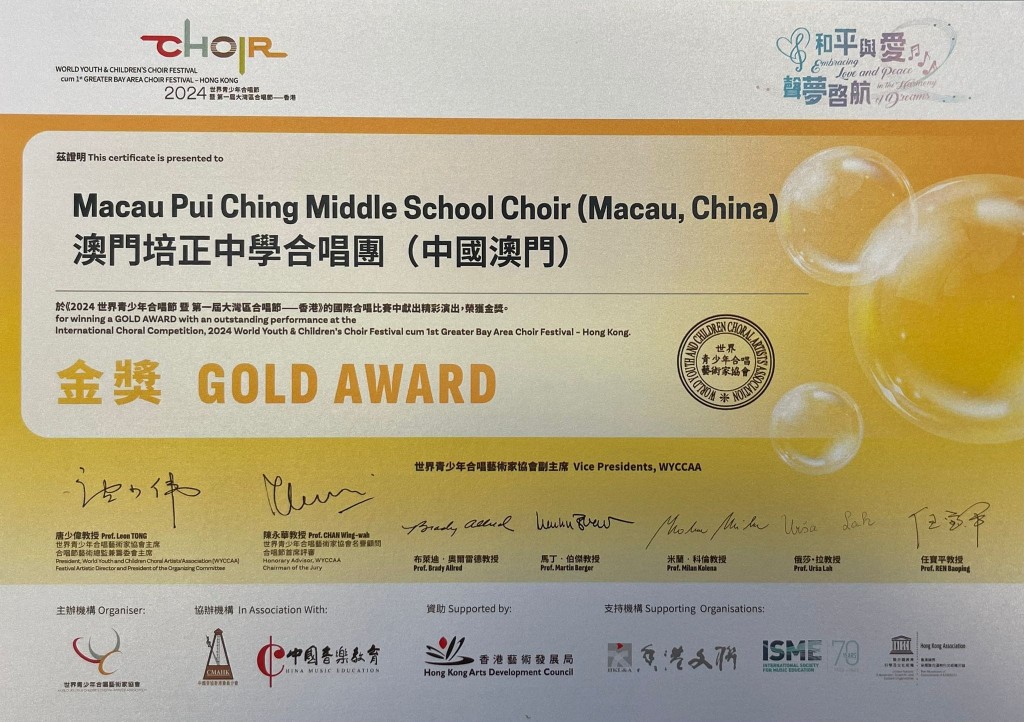 CHOIR
WORLD YOUTH & CHILDREN'S CHOIR FESTIVAL
cum 1st GREATER BAY AREA CHOIR FESTIVAL – HONG KONG
2024 世界青少年合唱節
暨 第一屆大灣區合唱節——香港
和平與愛
Embracing
Love and Peace
in the Harmony
of Dreams
聲夢啓航
茲證明 This certificate is presented to
Macau Pui Ching Middle School Choir (Macau, China)
澳門培正中學合唱團（中國澳門）
於《2024 世界青少年合唱節 暨 第一屆大灣區合唱節——香港》的國際合唱比賽中獻出精彩演出，榮獲金獎。
for winning a GOLD AWARD with an outstanding performance at the
International Choral Competition, 2024 World Youth & Children's Choir Festival cum 1st Greater Bay Area Choir Festival – Hong Kong.
金獎 GOLD AWARD
WORLD YOUTH AND CHILDREN CHORAL ARTISTS' ASSOCIATION
世界
青少年合唱
藝術家協會
世界青少年合唱藝術家協會副主席 Vice Presidents, WYCCAA
唐少偉教授 Prof. Leon TONG
世界青少年合唱藝術家協會主席
合唱節藝術總監兼籌委會主席
President, World Youth and Children Choral Artists'Association (WYCCAA)
Festival Artistic Director and President of the Organizing Committee
陳永華教授 Prof. CHAN Wing-wah
世界青少年合唱藝術家協會名譽顧問
合唱節首席評審
Honorary Advisor, WYCCAA
Chairman of the Jury
布萊迪．奧爾雷德教授
Prof. Brady Allred
馬丁．伯傑教授
Prof. Martin Berger
米蘭．科倫教授
Prof. Milan Kolena
俄莎．拉教授
Prof. Urša Lah
任寶平教授
Prof. REN Baoping
主辦機構 Organiser:
協辦機構 In Association With:
資助 Supported by:
支持機構 Supporting Organisations:
世界青少年合唱藝術家協會
CMAHK
中國音樂教育
CHINA MUSIC EDUCATION
香港藝術發展局
Hong Kong Arts Development Council
香港文聯
ISME
INTERNATIONAL SOCIETY
FOR MUSIC EDUCATION
70 YEARS
Hong Kong Association